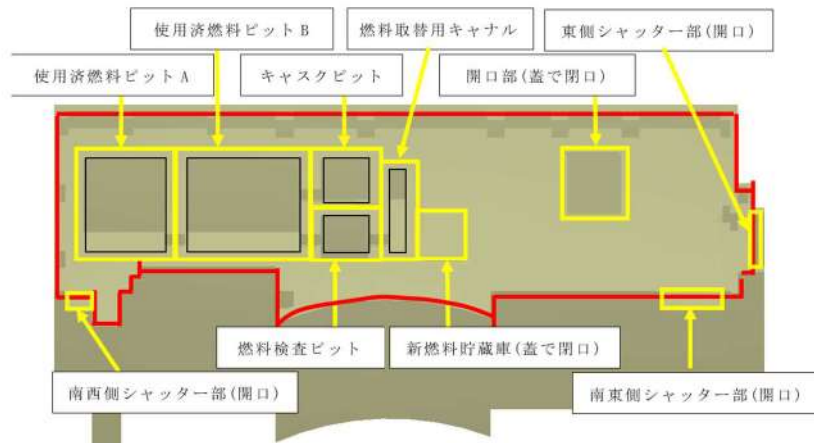 使用済燃料ピットB
燃料取替用キャナル
東側シャッター部(開口)
使用済燃料ピットA
キャスクピット
開口部(蓋で閉口)
燃料検査ピット
新燃料貯蔵庫(蓋で閉口)
南西側シャッター部(開口)
南東側シャッター部(開口)